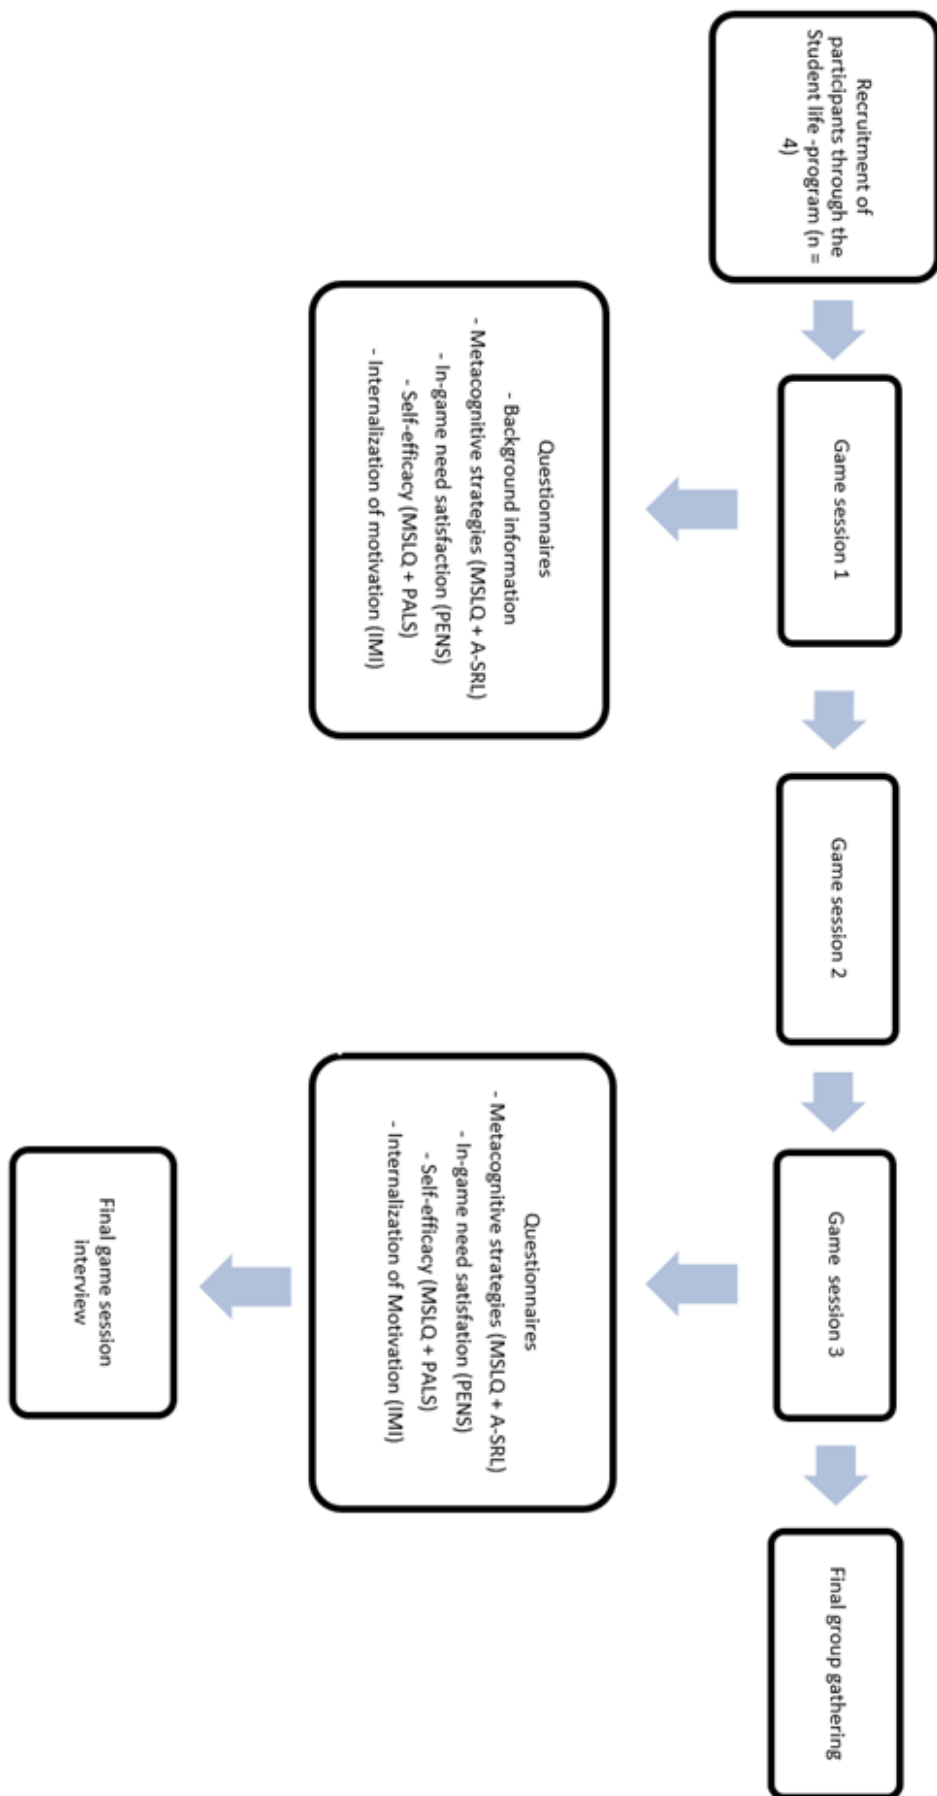 Recruitment of
participants through the
Student life -program (n =
4)
Game session 1
Game session 2
Game  session 3
Final group gathering
Questionnaires
- Background information
- Metacognitive strategies (MSLQ + A-SRL)
- In-game need satisfaction (PENS)
- Self-efficacy (MSLQ + PALS)
- Internalization of motivation (IMI)
Questionnaires
- Metacognitive strategies (MSLQ + A-SRL)
- In-game need satisfation (PENS)
- Self-efficacy (MSLQ + PALS)
- Internalization of Motivation (IMI)
Final game session
interview